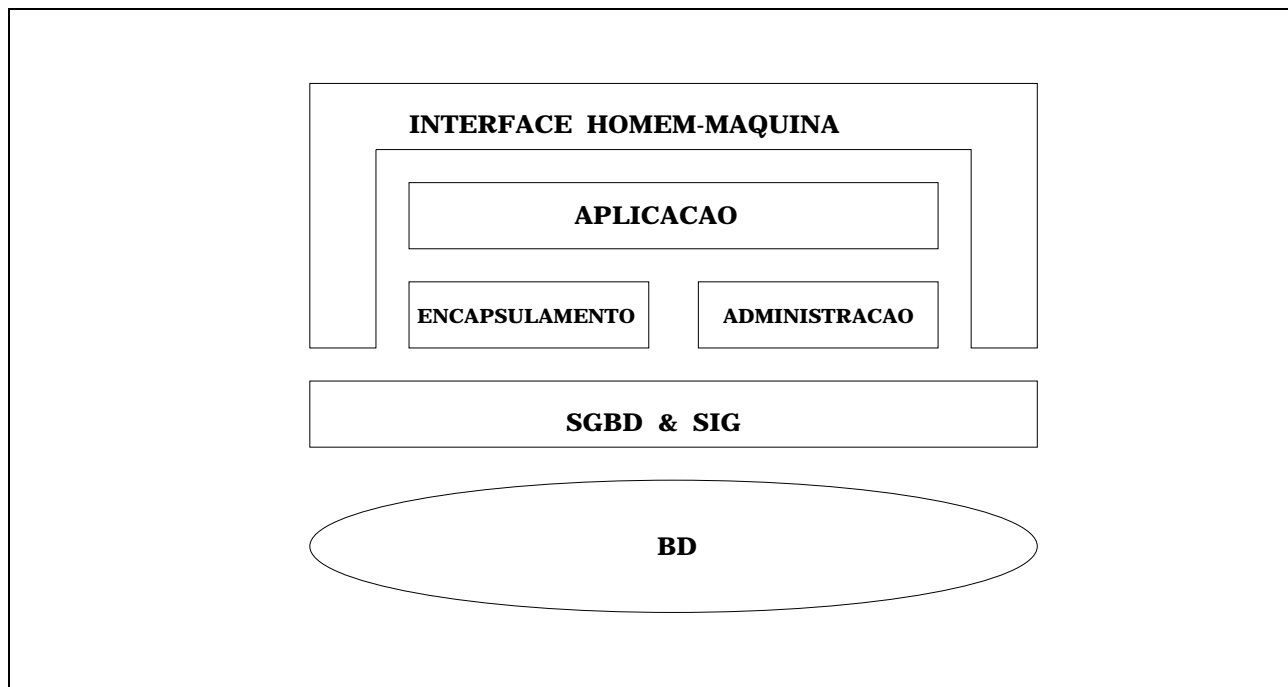 INTERFACE HOMEM-MAQUINA
APLICACAO
ENCAPSULAMENTO ADMINISTRACAO
SGBD & SIG
BD